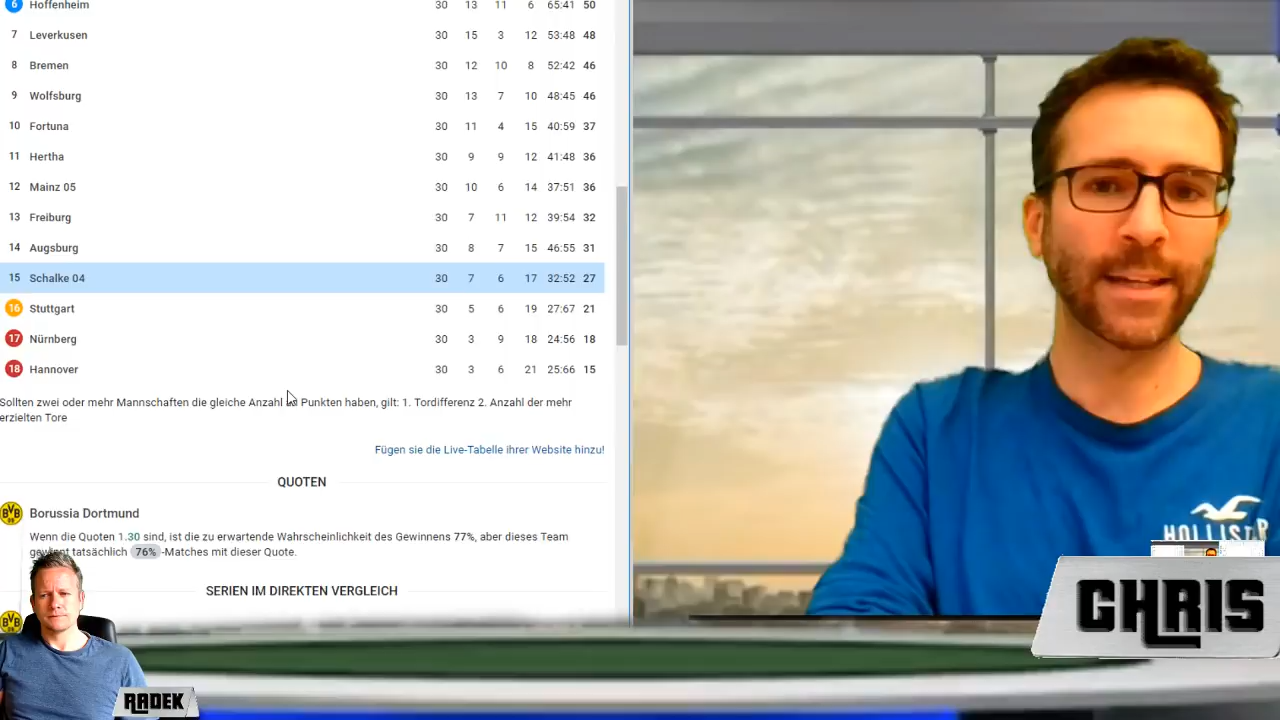 6 Hoffenheim 30 13 11 6 65:41 50
7 Leverkusen 30 15 3 12 53:48 48
8 Bremen 30 12 10 8 52:42 46
9 Wolfsburg 30 13 7 10 48:45 46
10 Fortuna 30 11 4 15 40:59 37
11 Hertha 30 9 9 12 41:48 36
12 Mainz 05 30 10 6 14 37:51 36
13 Freiburg 30 7 11 12 39:54 32
14 Augsburg 30 8 7 15 46:55 31
15 Schalke 04 30 7 6 17 32:52 27
16 Stuttgart 30 5 6 19 27:67 21
17 Nürnberg 30 3 9 18 24:56 18
18 Hannover 30 3 6 21 25:66 15
Sollten zwei oder mehr Mannschaften die gleiche Anzahl Punkten haben, gilt: 1. Tordifferenz 2. Anzahl der mehr
erzielten Tore
Fügen sie die Live-Tabelle ihrer Website hinzu!
QUOTEN
BVB 09 Borussia Dortmund
Wenn die Quoten 1.30 sind, ist die zu erwartende Wahrscheinlichkeit des Gewinnens 77%, aber dieses Team
gewinnt tatsächlich 76% -Matches mit dieser Quote.
SERIEN IM DIREKTEN VERGLEICH
BVB
HOLLISTER
CHRIS
RADEK